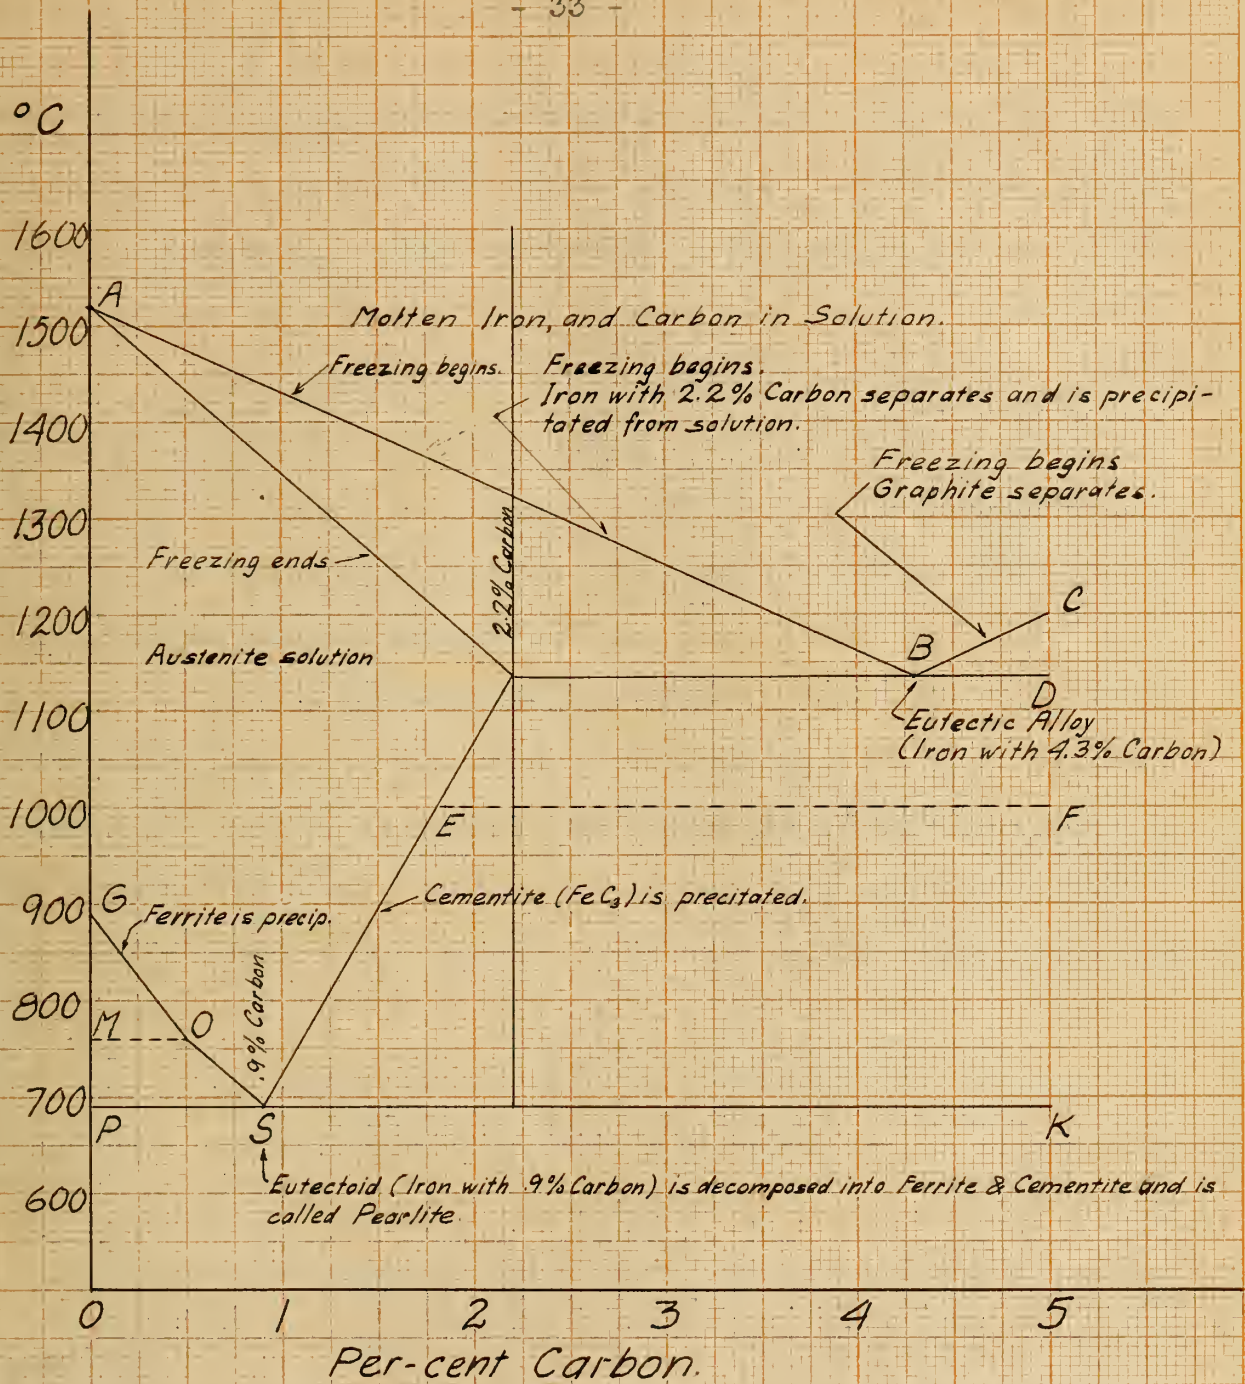 - 33 -
°C
1600
A
1500
Molten Iron, and Carbon in Solution.
Freezing begins.
Freezing begins.
Iron with 2.2% Carbon separates and is precipi-
tated from solution.
1400
Freezing begins
Graphite separates.
1300
2.2% Carbon
Freezing ends
C
1200
B
Austenite solution
D
1100
Eutectic Alloy
(Iron with 4.3% Carbon)
1000
E
F
Cementite (FeC3) is precitated.
900
G
Ferrite is precip.
.9% Carbon
800
M
O
700
P
S
K
Eutectoid (Iron with .9% Carbon) is decomposed into Ferrite & Cementite and is
called Pearlite.
600
0 1 2 3 4 5
Per-cent Carbon.